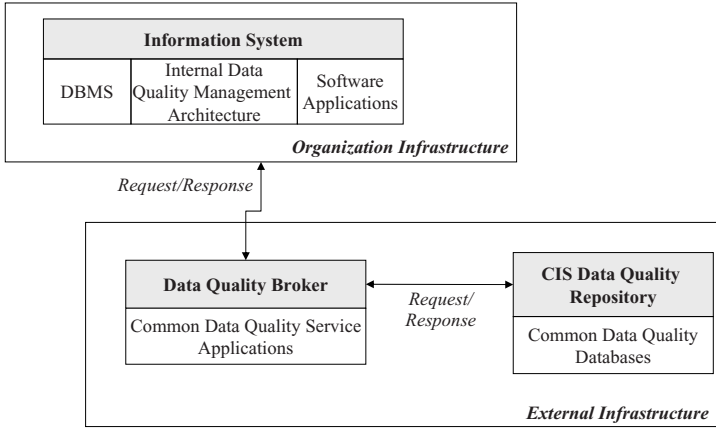 Information System
DBMS
Internal Data
Quality Management
Architecture
Software
Applications
Organization Infrastructure
Request/Response
Data Quality Broker
Common Data Quality Service
Applications
Request/
Response
CIS Data Quality
Repository
Common Data Quality
Databases
External Infrastructure